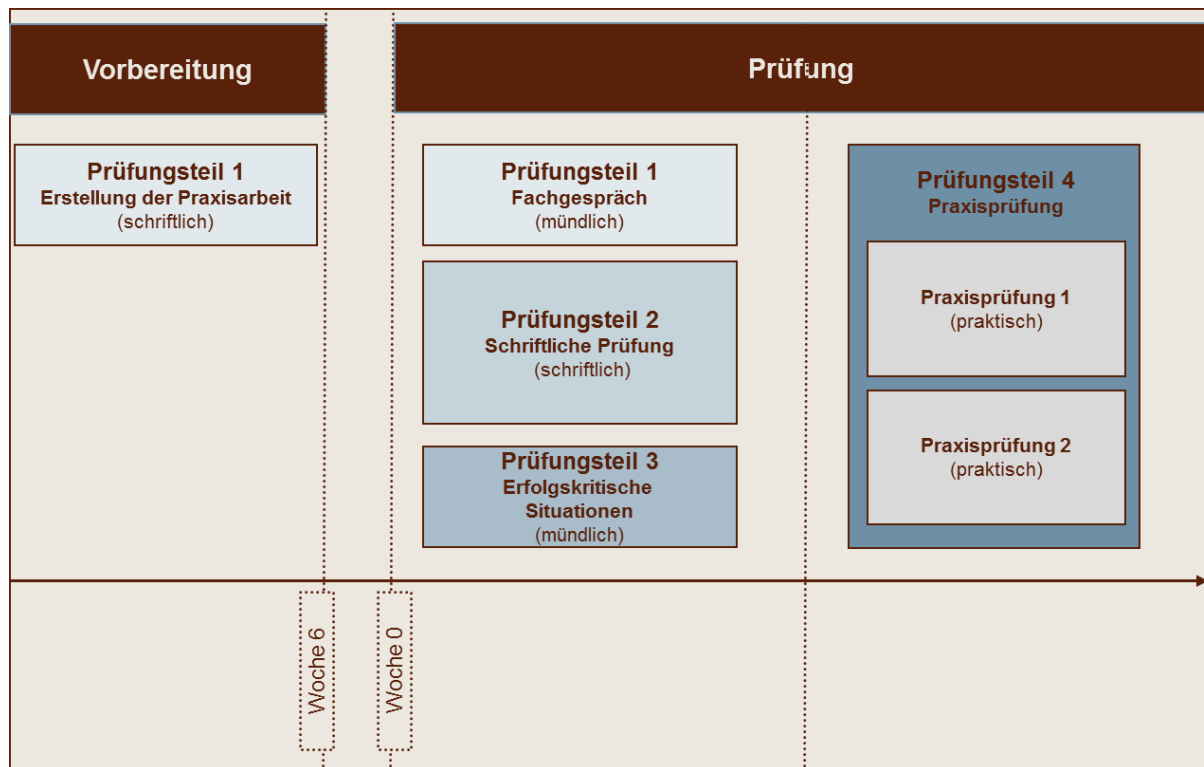 Vorbereitung
Prüfung
Prüfungsteil 1
Erstellung der Praxisarbeit
(schriftlich)
Prüfungsteil 1
Fachgespräch
(mündlich)
Prüfungsteil 2
Schriftliche Prüfung
(schriftlich)
Prüfungsteil 3
Erfolgskritische
Situationen
(mündlich)
Prüfungsteil 4
Praxisprüfung
Praxisprüfung 1
(praktisch)
Praxisprüfung 2
(praktisch)
Woche 6
Woche 0